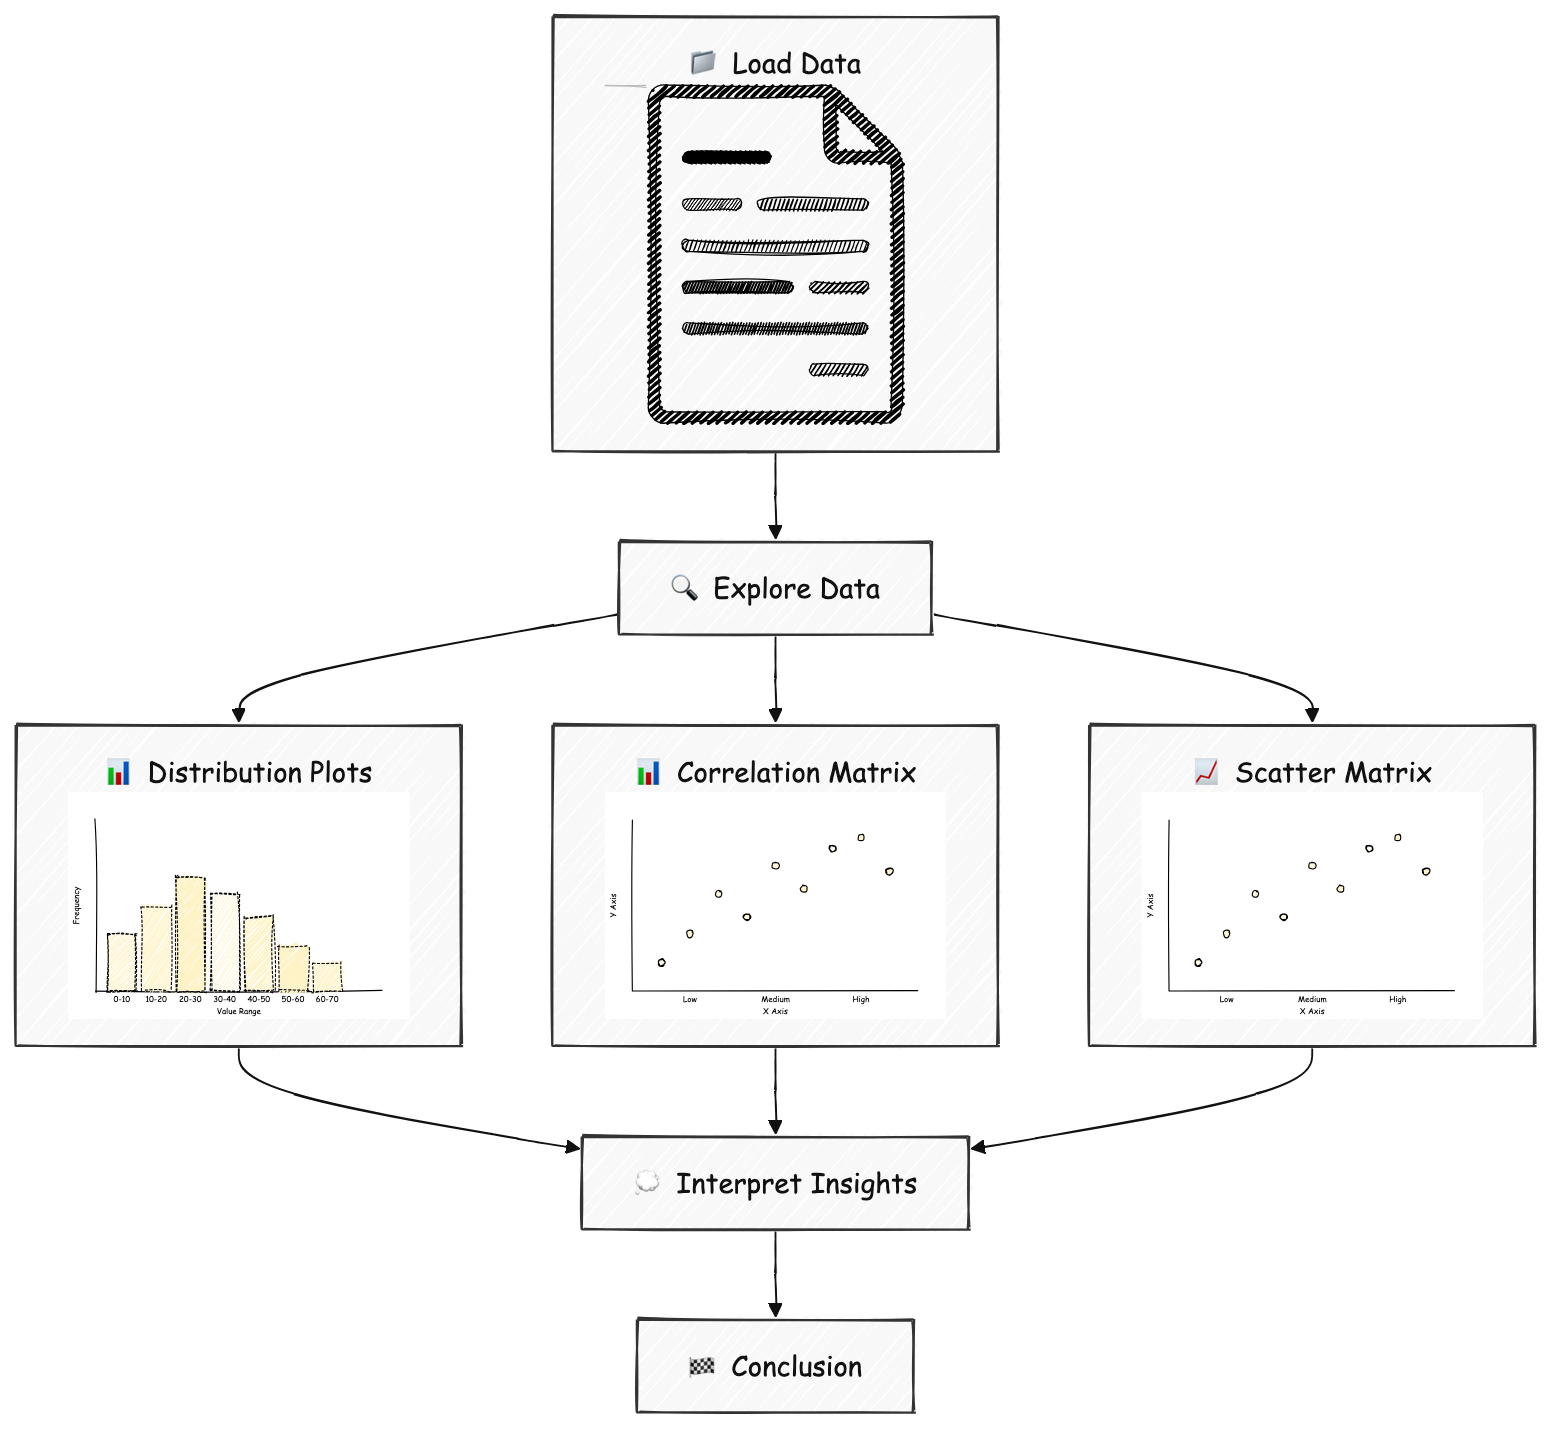 📁 Load Data
🔍 Explore Data
📊 Distribution Plots
Frequency
0-10 10-20 20-30 30-40 40-50 50-60 60-70
Value Range
📊 Correlation Matrix
Y Axis
Low Medium High
X Axis
📈 Scatter Matrix
Y Axis
Low Medium High
X Axis
💭 Interpret Insights
🏁 Conclusion